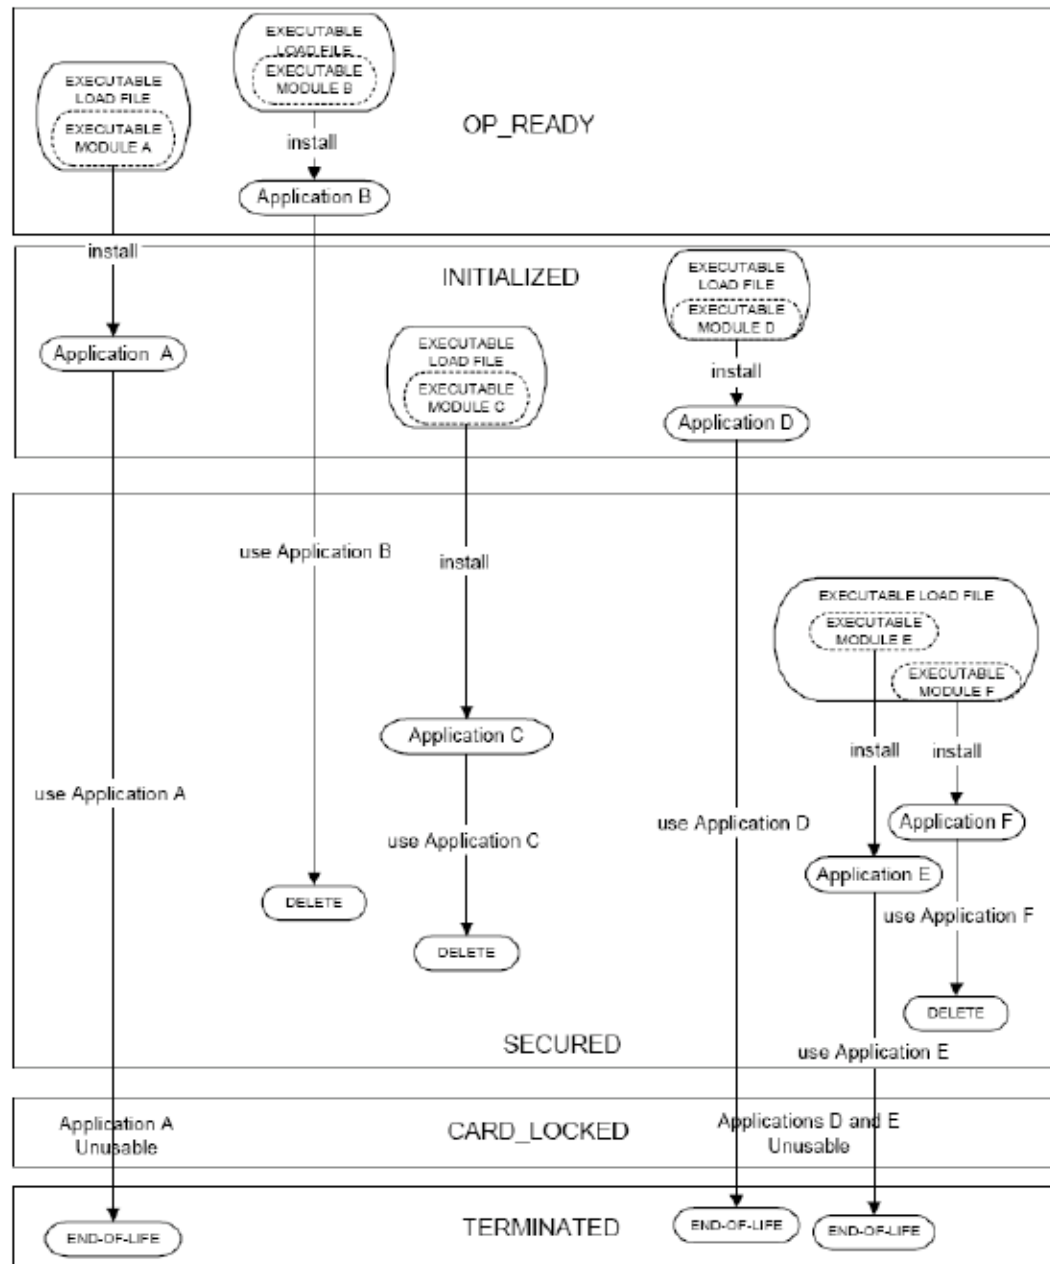 EXECUTABLE
LOAD FILE
EXECUTABLE
MODULE B
EXECUTABLE
LOAD FILE
EXECUTABLE
MODULE A
OP_READY
install
Application B
install
INITIALIZED
EXECUTABLE
LOAD FILE
EXECUTABLE
MODULE D
Application A
EXECUTABLE
LOAD FILE
EXECUTABLE
MODULE C
install
Application D
use Application B
install
EXECUTABLE LOAD FILE
EXECUTABLE
MODULE E
EXECUTABLE
MODULE F
Application C
install
install
use Application A
use Application D
Application F
use Application C
Application E
DELETE
use Application F
DELETE
DELETE
SECURED
use Application E
Application A
Unusable
CARD_LOCKED
Applications D and E
Unusable
TERMINATED
END-OF-LIFE
END-OF-LIFE
END-OF-LIFE